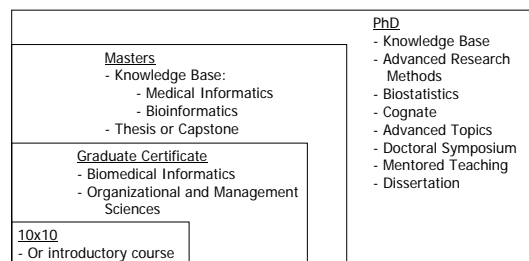 PhD
- Knowledge Base
- Advanced Research
Methods
- Biostatistics
- Cognate
- Advanced Topics
- Doctoral Symposium
- Mentored Teaching
- Dissertation
Masters
- Knowledge Base:
- Medical Informatics
- Bioinformatics
- Thesis or Capstone
Graduate Certificate
- Biomedical Informatics
- Organizational and Management
Sciences
10x10
- Or introductory course